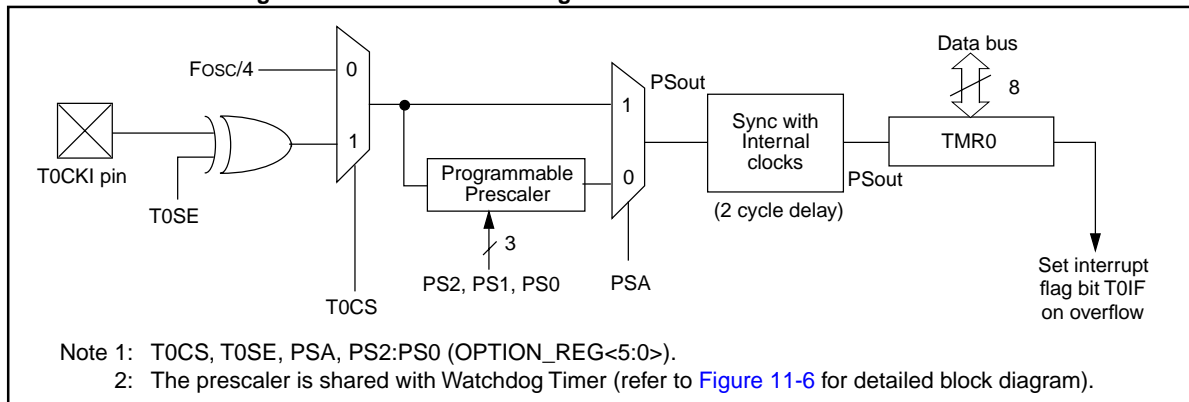 Data bus
8
FOSC/4
0
PSout
1
T0CKI pin
T0SE
1
Programmable
Prescaler
0
Sync with
Internal
clocks
TMR0
PSout
(2 cycle delay)
3
PS2, PS1, PS0
T0CS
PSA
Set interrupt
flag bit T0IF
on overflow
Note 1: T0CS, T0SE, PSA, PS2:PS0 (OPTION_REG<5:0>).
2: The prescaler is shared with Watchdog Timer (refer to Figure 11-6 for detailed block diagram).